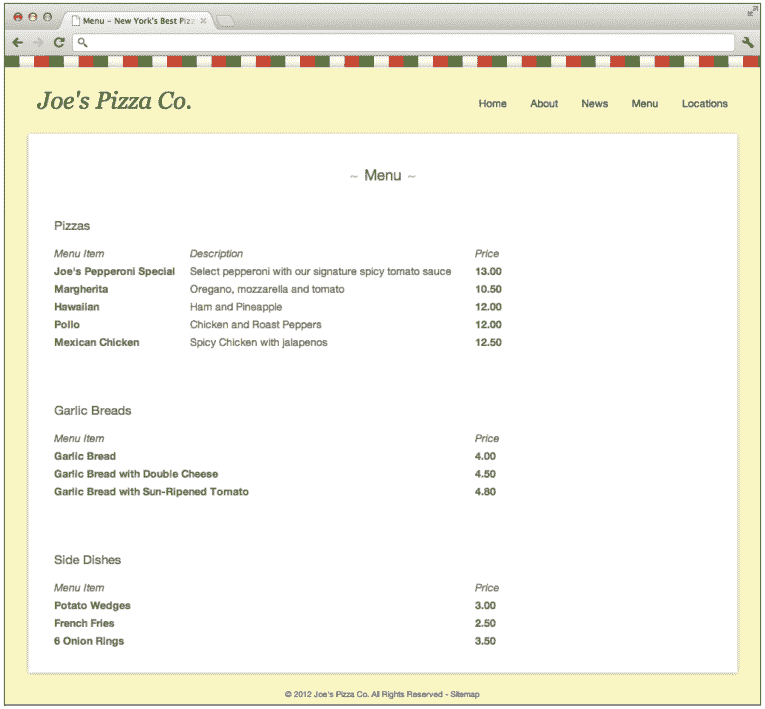 Menu - New York's Best Pizz
Joe's Pizza Co.
Home About News Menu Locations
~ Menu ~
Pizzas
Menu Item Description Price
Joe's Pepperoni Special Select pepperoni with our signature spicy tomato sauce 13.00
Margherita Oregano, mozzarella and tomato 10.50
Hawaiian Ham and Pineapple 12.00
Pollo Chicken and Roast Peppers 12.00
Mexican Chicken Spicy Chicken with jalapenos 12.50
Garlic Breads
Menu Item Price
Garlic Bread 4.00
Garlic Bread with Double Cheese 4.50
Garlic Bread with Sun-Ripened Tomato 4.80
Side Dishes
Menu Item Price
Potato Wedges 3.00
French Fries 2.50
6 Onion Rings 3.50
© 2012 Joe's Pizza Co. All Rights Reserved - Sitemap